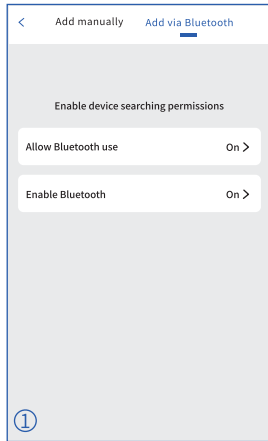 Add manually Add via Bluetooth
Enable device searching permissions
Allow Bluetooth use On
Enable Bluetooth On
①